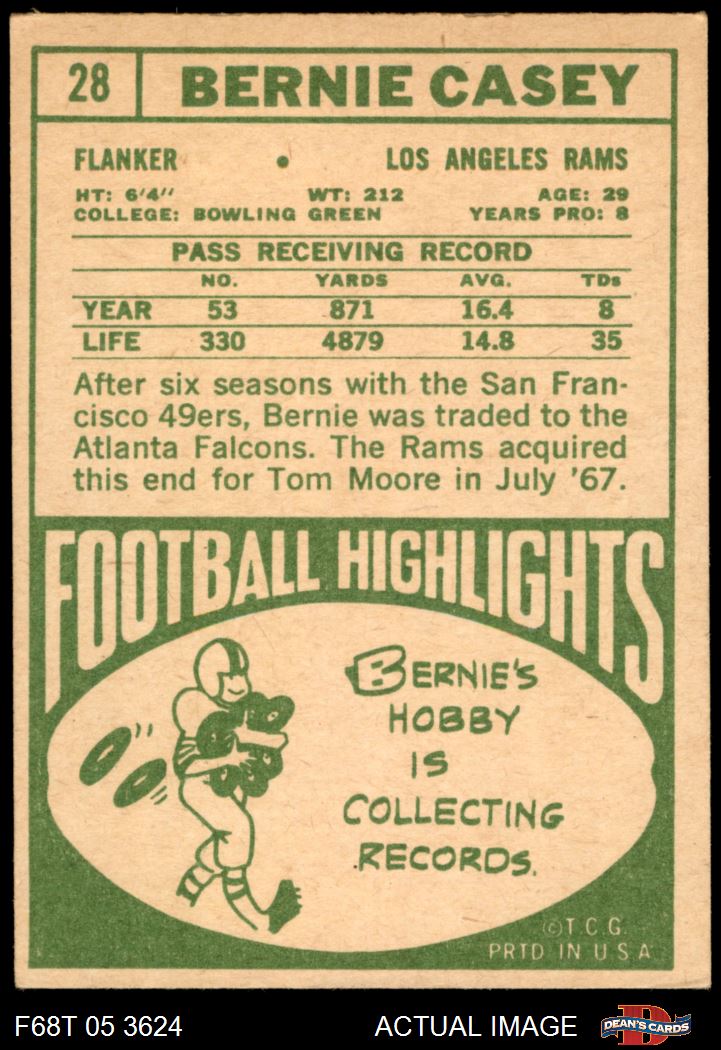 28 BERNIE CASEY
FLANKER • LOS ANGELES RAMS
HT: 6'4" WT: 212 AGE: 29
COLLEGE: BOWLING GREEN YEARS PRO: 8
PASS RECEIVING RECORD
NO. YARDS AVG. TDs
YEAR 53 871 16.4 8
LIFE 330 4879 14.8 35
After six seasons with the San Fran-
cisco 49ers, Bernie was traded to the
Atlanta Falcons. The Rams acquired
this end for Tom Moore in July '67.
FOOTBALL HIGHLIGHTS
BERNIE'S
HOBBY
IS
COLLECTING
RECORDS.
©T.C.G.
PRTD IN U S A
F68T 05 3624 ACTUAL IMAGE DEAN'S CARDS